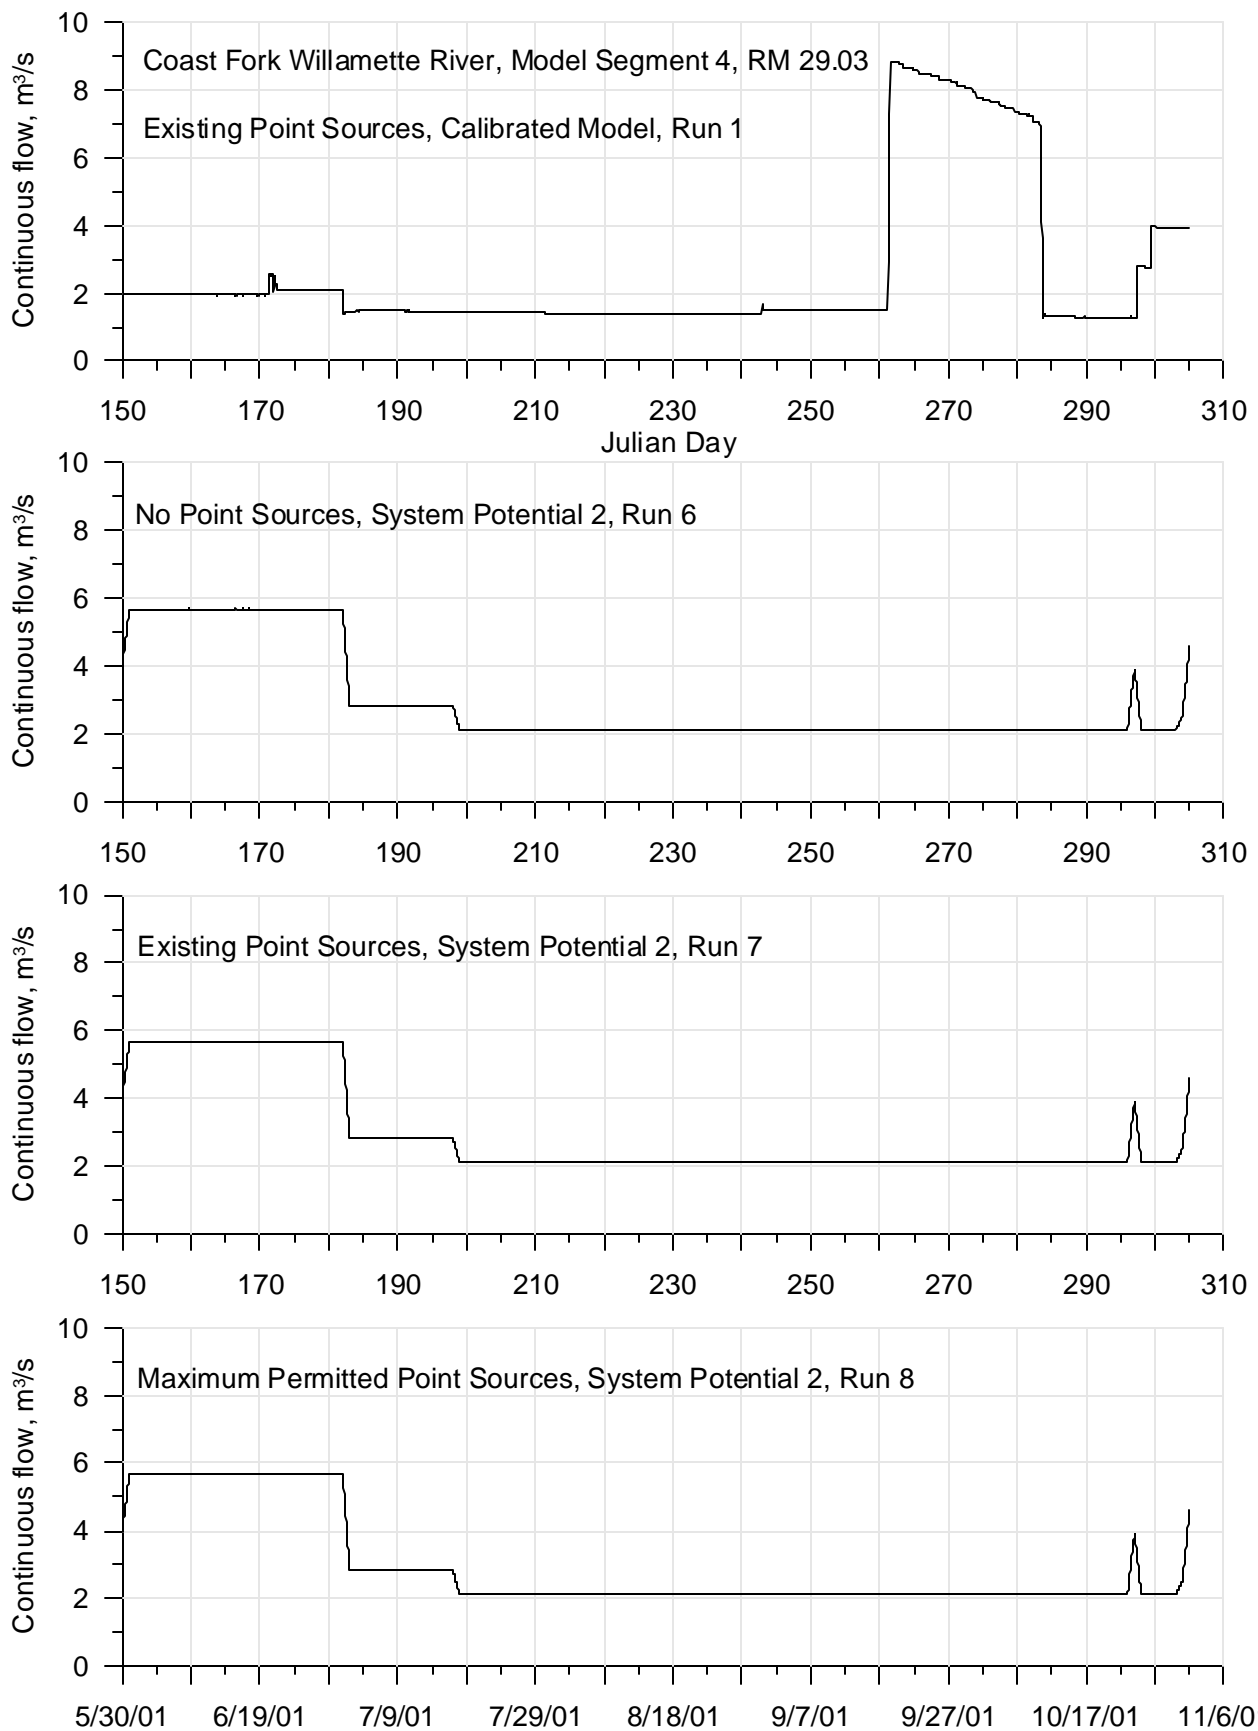 10
Coast Fork Willamette River, Model Segment 4, RM 29.03
8
Existing Point Sources, Calibrated Model, Run 1
6
4
2
0
Continuous flow, m³/s
150 170 190 210 230 250 270 290 310
Julian Day
10
No Point Sources, System Potential 2, Run 6
8
6
4
2
0
Continuous flow, m³/s
150 170 190 210 230 250 270 290 310
10
Existing Point Sources, System Potential 2, Run 7
8
6
4
2
0
Continuous flow, m³/s
150 170 190 210 230 250 270 290 310
10
Maximum Permitted Point Sources, System Potential 2, Run 8
8
6
4
2
0
Continuous flow, m³/s
5/30/01 6/19/01 7/9/01 7/29/01 8/18/01 9/7/01 9/27/01 10/17/01 11/6/0